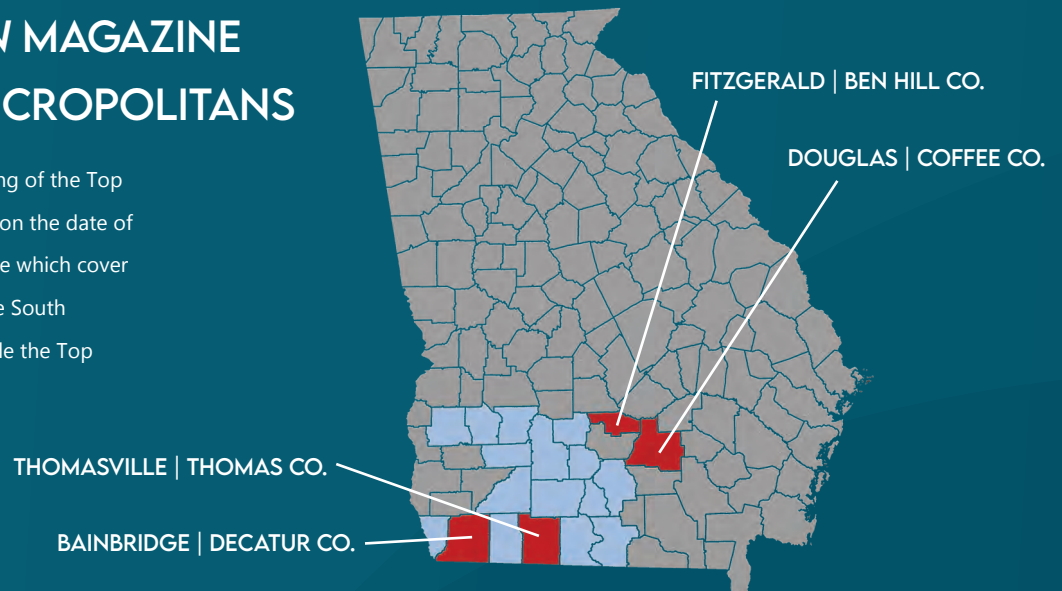 MAGAZINE
CROPOLITANS
ng of the Top
on the date of
e which cover
e South
le the Top
FITZGERALD | BEN HILL CO.
DOUGLAS | COFFEE CO.
THOMASVILLE | THOMAS CO.
BAINBRIDGE | DECATUR CO.